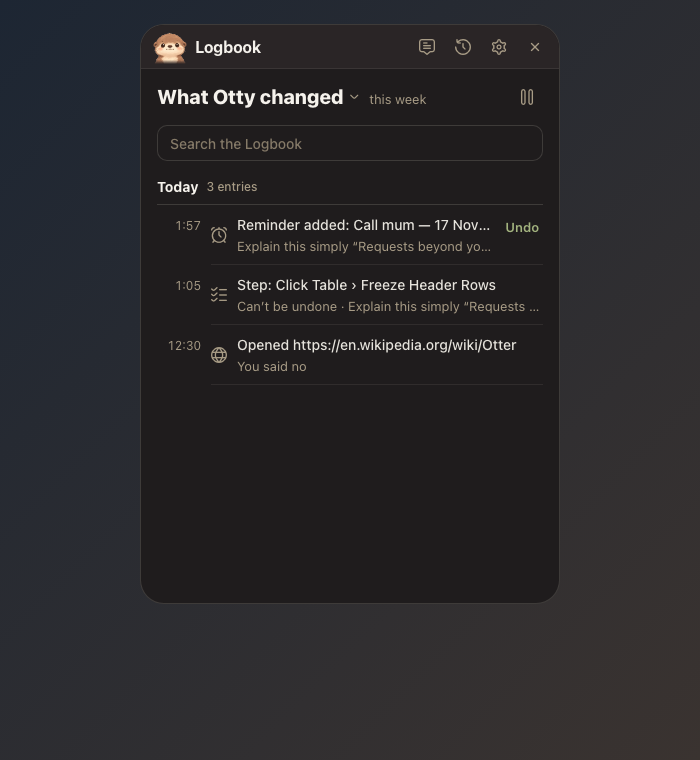 Logbook
What Otty changed this week
Search the Logbook
Today 3 entries
1:57 Reminder added: Call mum — 17 Nov... Undo
Explain this simply “Requests beyond yo...
1:05 Step: Click Table › Freeze Header Rows
Can’t be undone · Explain this simply “Requests ...
12:30 Opened https://en.wikipedia.org/wiki/Otter
You said no